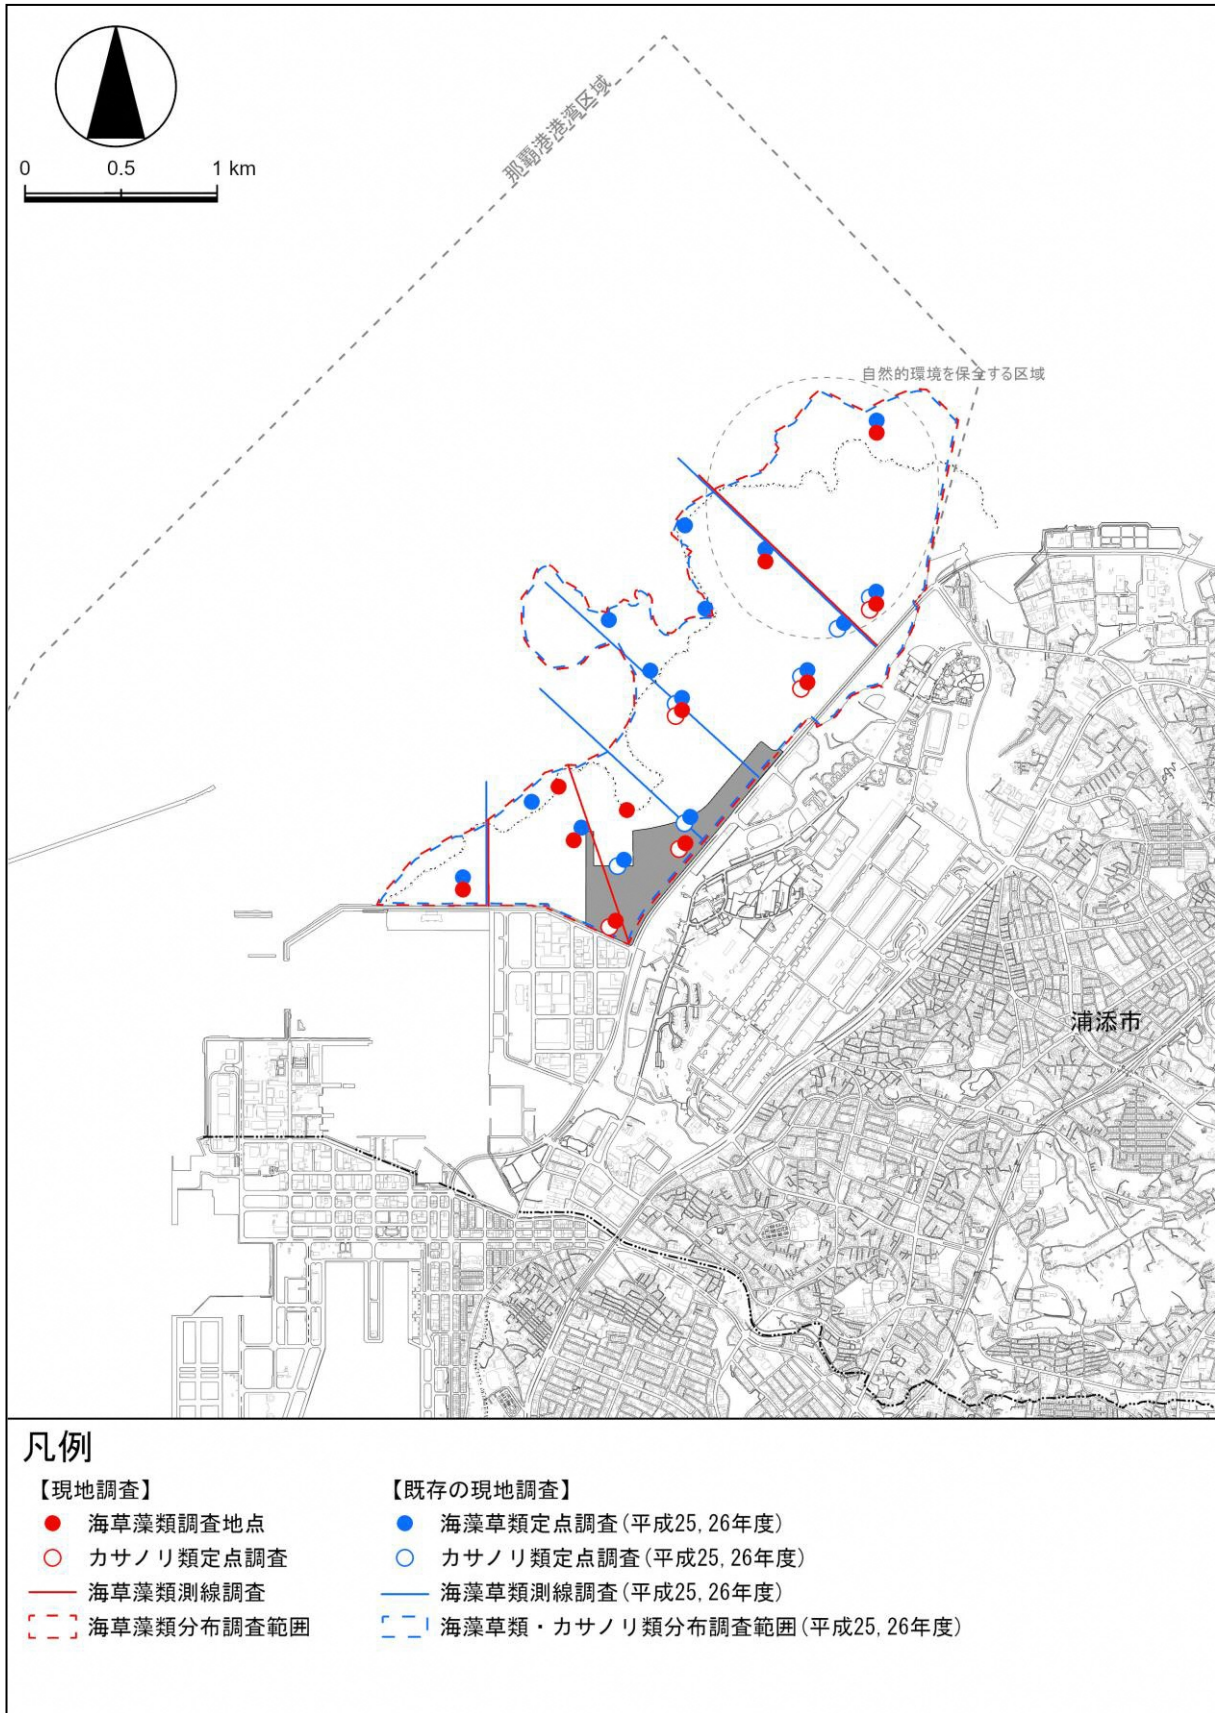 0 0.5 1 km
那覇港港湾区域
自然的環境を保全する区域
浦添市
凡例
【現地調査】
海草藻類調査地点
カサノリ類定点調査
海草藻類測線調査
海草藻類分布調査範囲
【既存の現地調査】
海藻草類定点調査(平成25,26年度)
カサノリ類定点調査(平成25,26年度)
海藻草類測線調査(平成25,26年度)
海藻草類・カサノリ類分布調査範囲(平成25,26年度)